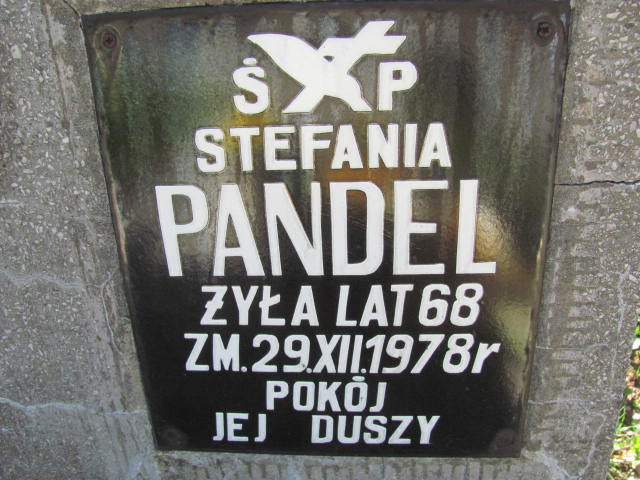 Ś P
STEFANIA
PANDEL
ŻYŁA LAT 68
ZM. 29.XII.1978r
POKÓJ
JEJ DUSZY